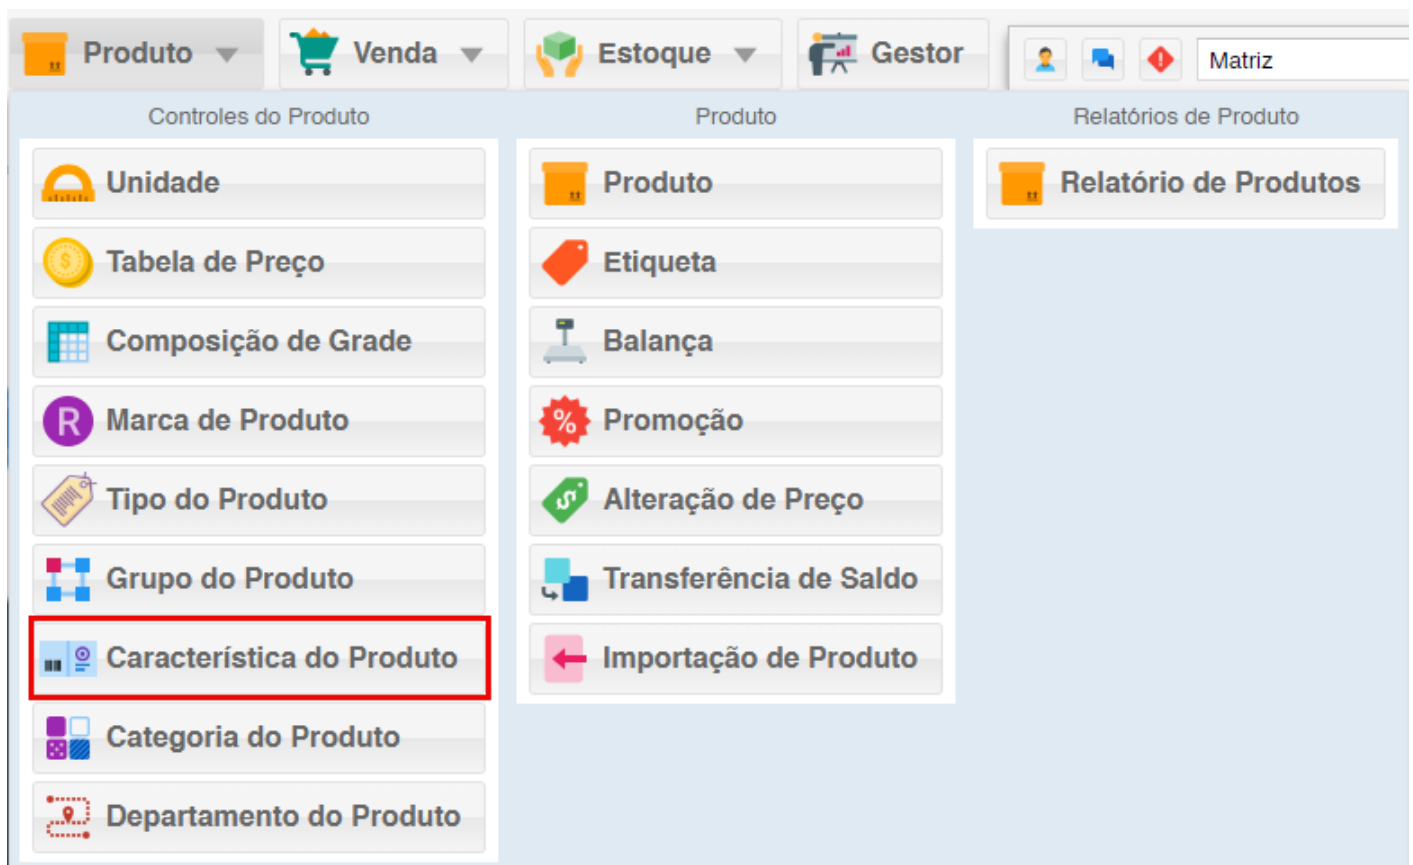 Produto
Venda
Estoque
Gestor
Matriz
Controles do Produto
Unidade
Tabela de Preço
Composição de Grade
R
Marca de Produto
Tipo do Produto
Grupo do Produto
Característica do Produto
Categoria do Produto
Departamento do Produto
Produto
Produto
Etiqueta
Balança
%
Promoção
Alteração de Preço
Transferência de Saldo
Importação de Produto
Relatórios de Produto
Relatório de Produtos